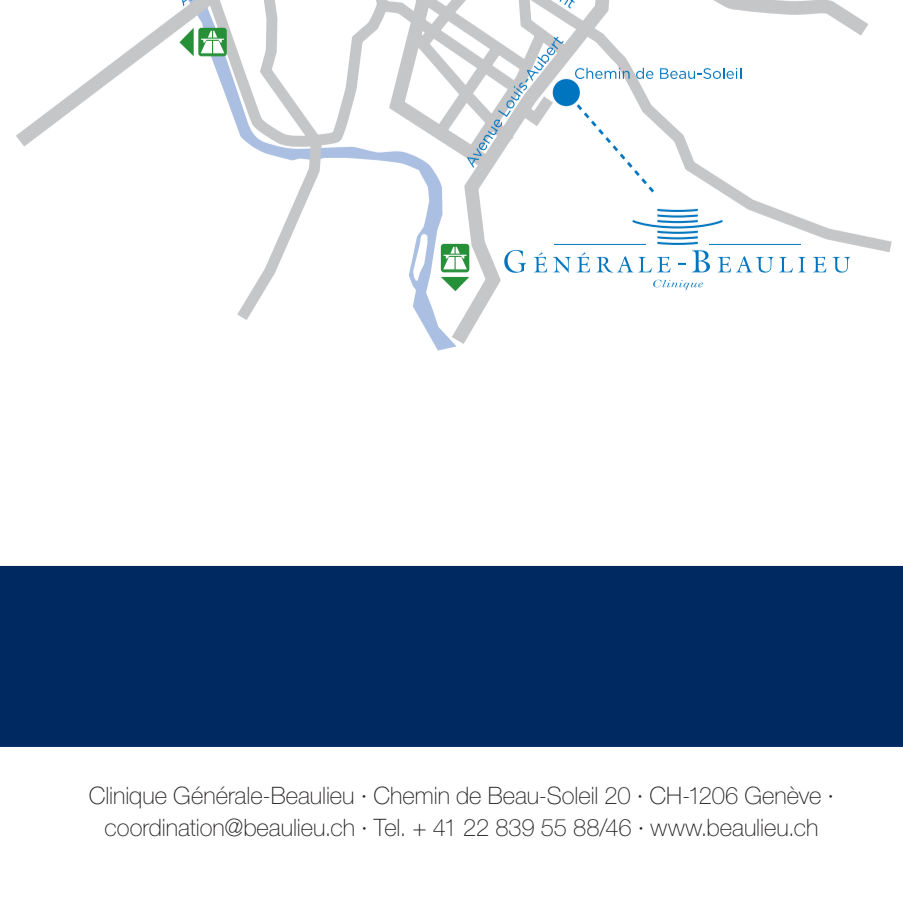 Avenue Louis-Aubert
Chemin de Beau-Soleil
GÉNÉRALE-BEAULIEU
Clinique
Clinique Générale-Beaulieu · Chemin de Beau-Soleil 20 · CH-1206 Genève ·
coordination@beaulieu.ch · Tel. + 41 22 839 55 88/46 · www.beaulieu.ch